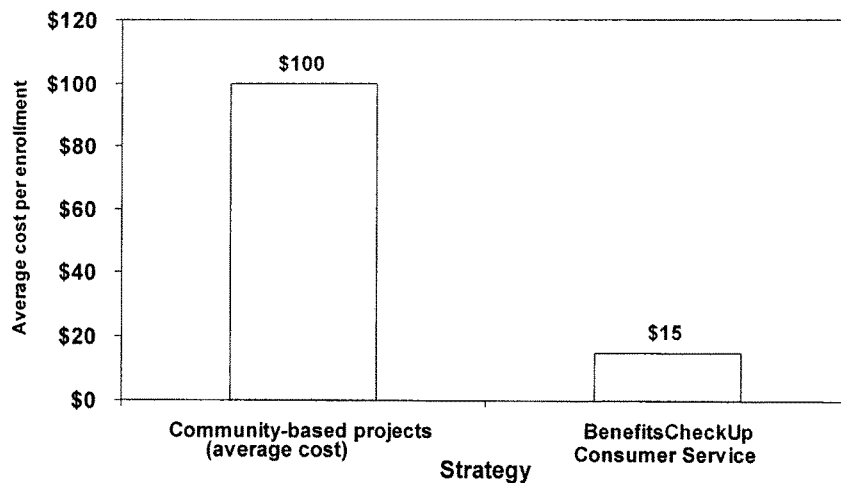 Average cost per enrollment
$120
$100
$80
$60
$40
$20
$0
$100
$15
Community-based projects
(average cost)
BenefitsCheckUp
Consumer Service
Strategy